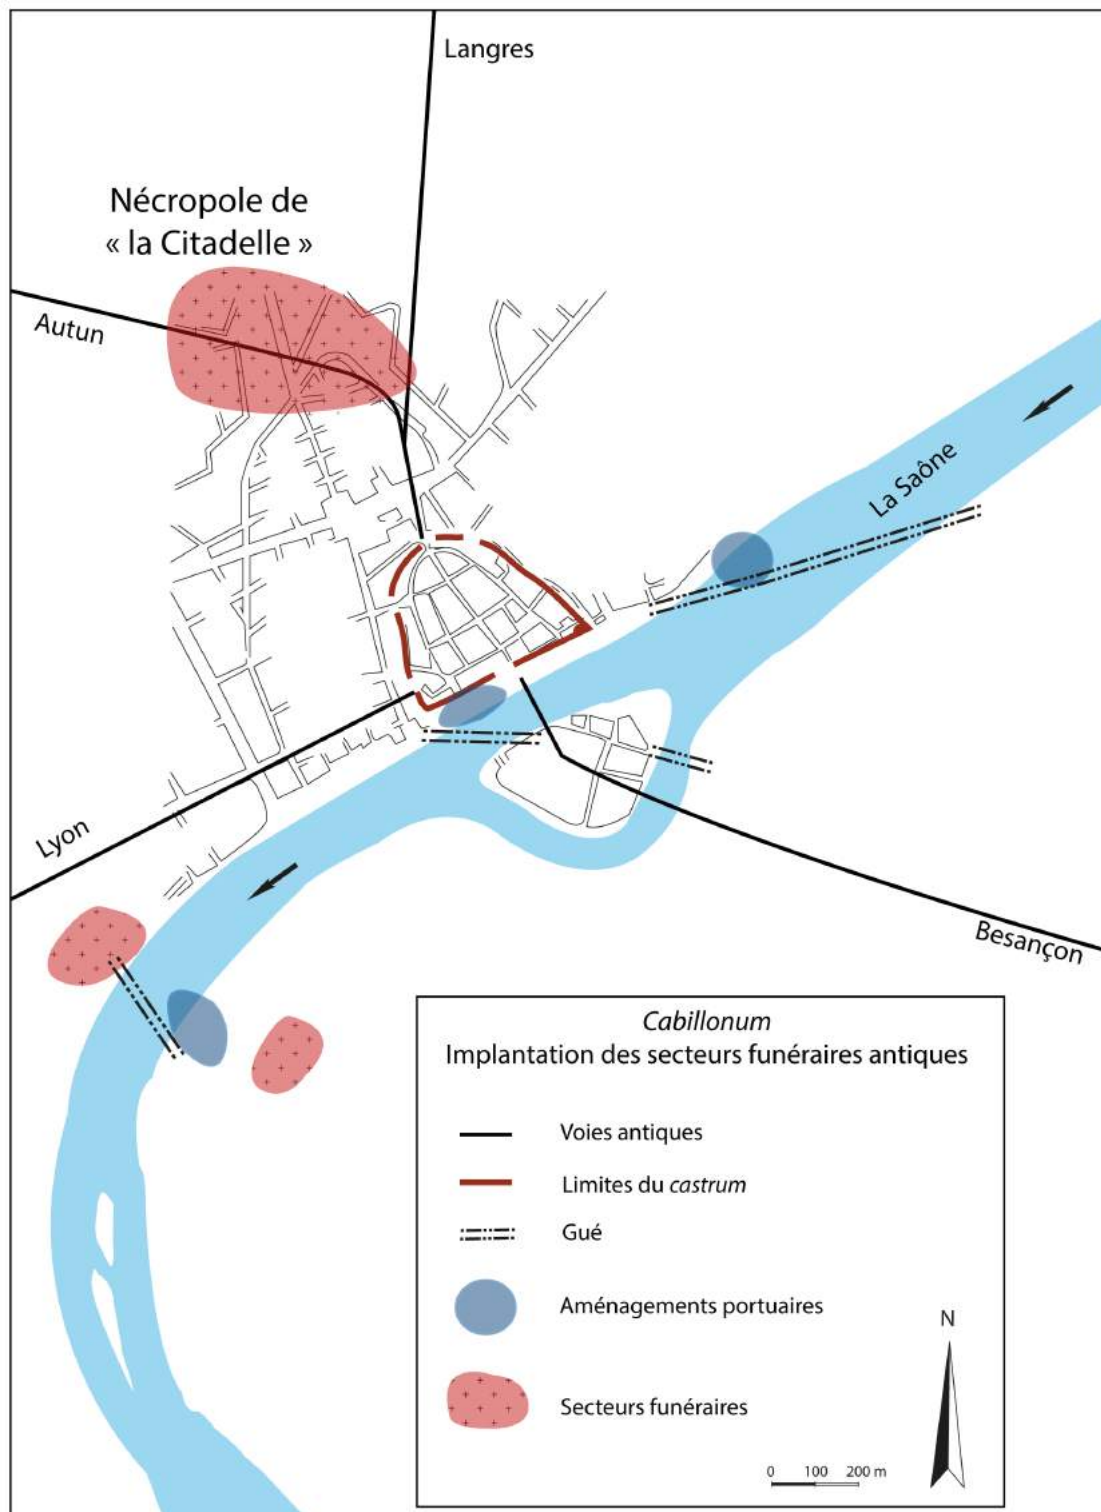 Langres
Nécropole de
« la Citadelle »
Autun
La Saône
Lyon
Besançon
Cabillonum
Implantation des secteurs funéraires antiques
Voies antiques
Limites du castrum
Gué
Aménagements portuaires
Secteurs funéraires
N
0 100 200 m